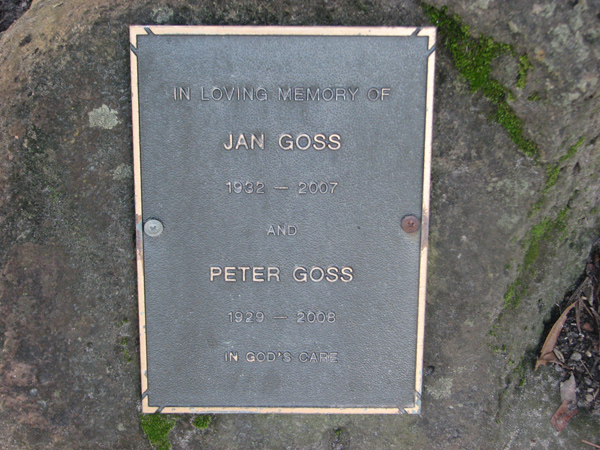 IN LOVING MEMORY OF
JAN GOSS
1932 — 2007
AND
PETER GOSS
1929 — 2008
IN GOD'S CARE